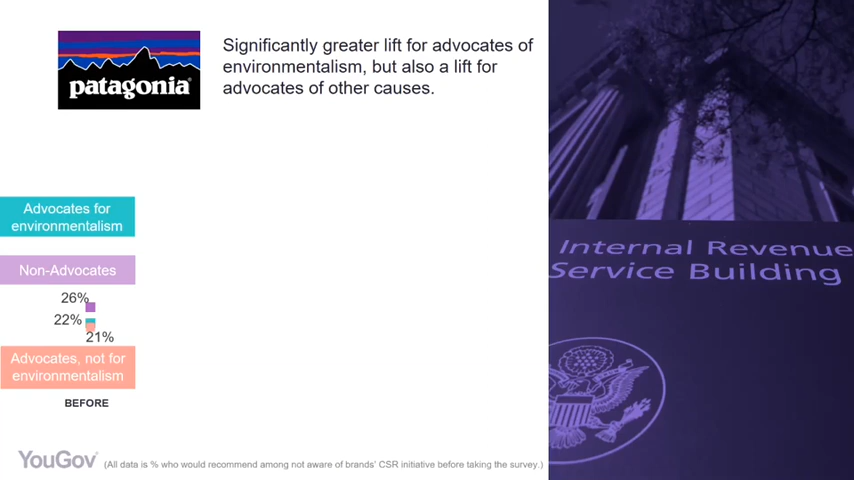 patagonia®
Significantly greater lift for advocates of
environmentalism, but also a lift for
advocates of other causes.
Advocates for
environmentalism
Non-Advocates
26%
22%
21%
Advocates, not for
environmentalism
BEFORE
YouGov®
(All data is % who would recommend among not aware of brands' CSR initiative before taking the survey.)
Internal Revenue
Service Building